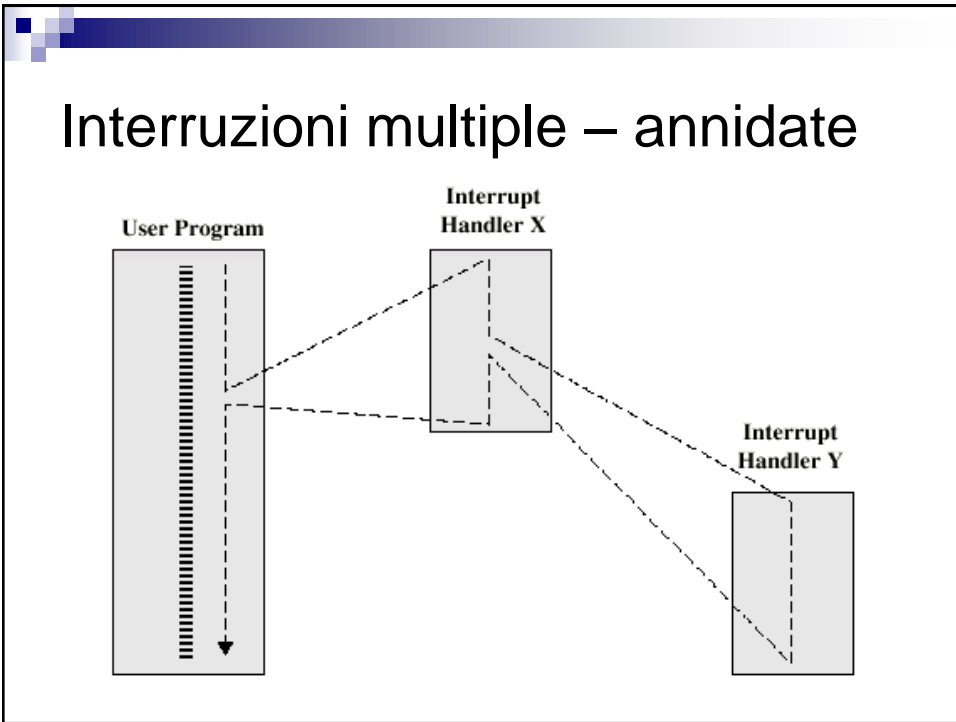 Interruzioni multiple – annidate
Interrupt
Handler X
User Program
Interrupt
Handler Y